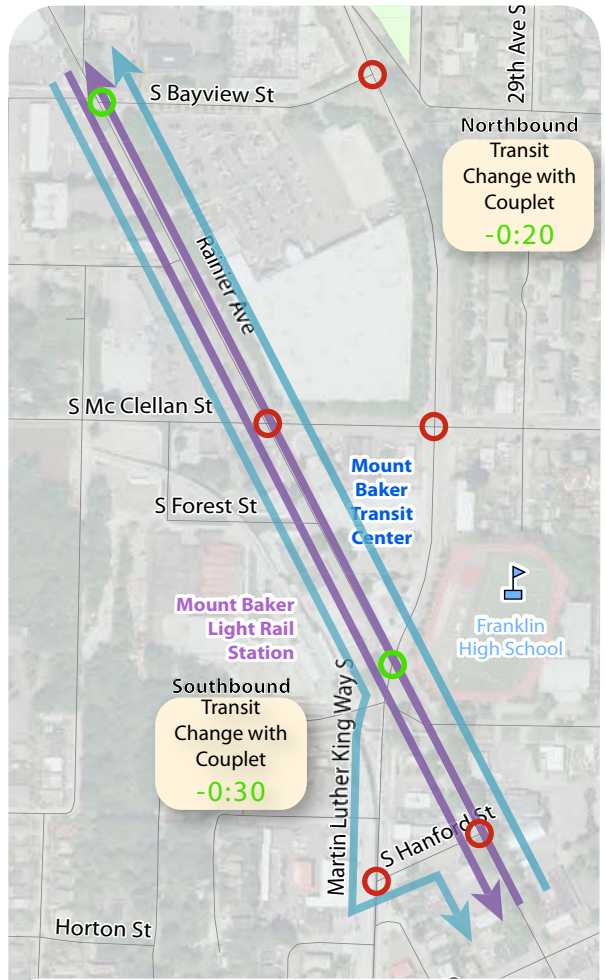 29th Ave S
S Bayview St
Northbound
Transit
Change with
Couplet
-0:20
Rainier Ave
S Mc Clellan St
Mount
Baker
Transit
Center
S Forest St
Mount Baker
Light Rail
Station
Franklin
High School
Southbound
Transit
Change with
Couplet
-0:30
Martin Luther King Way S
S Hanford St
Horton St